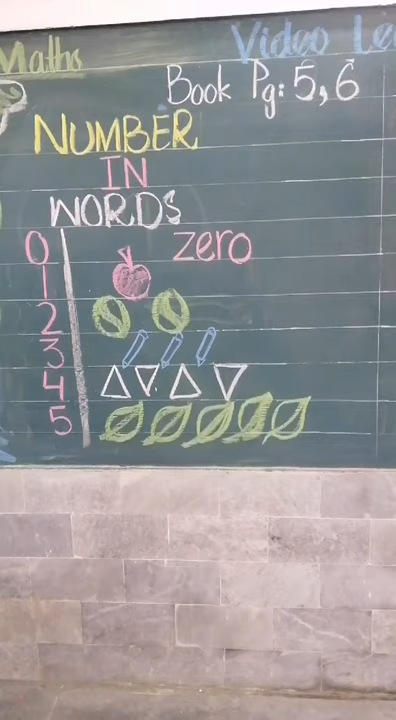 Maths
Video Le
Book Pg: 5, 6
NUMBER
IN
WORDS
0 zero
1
2
3
4
5